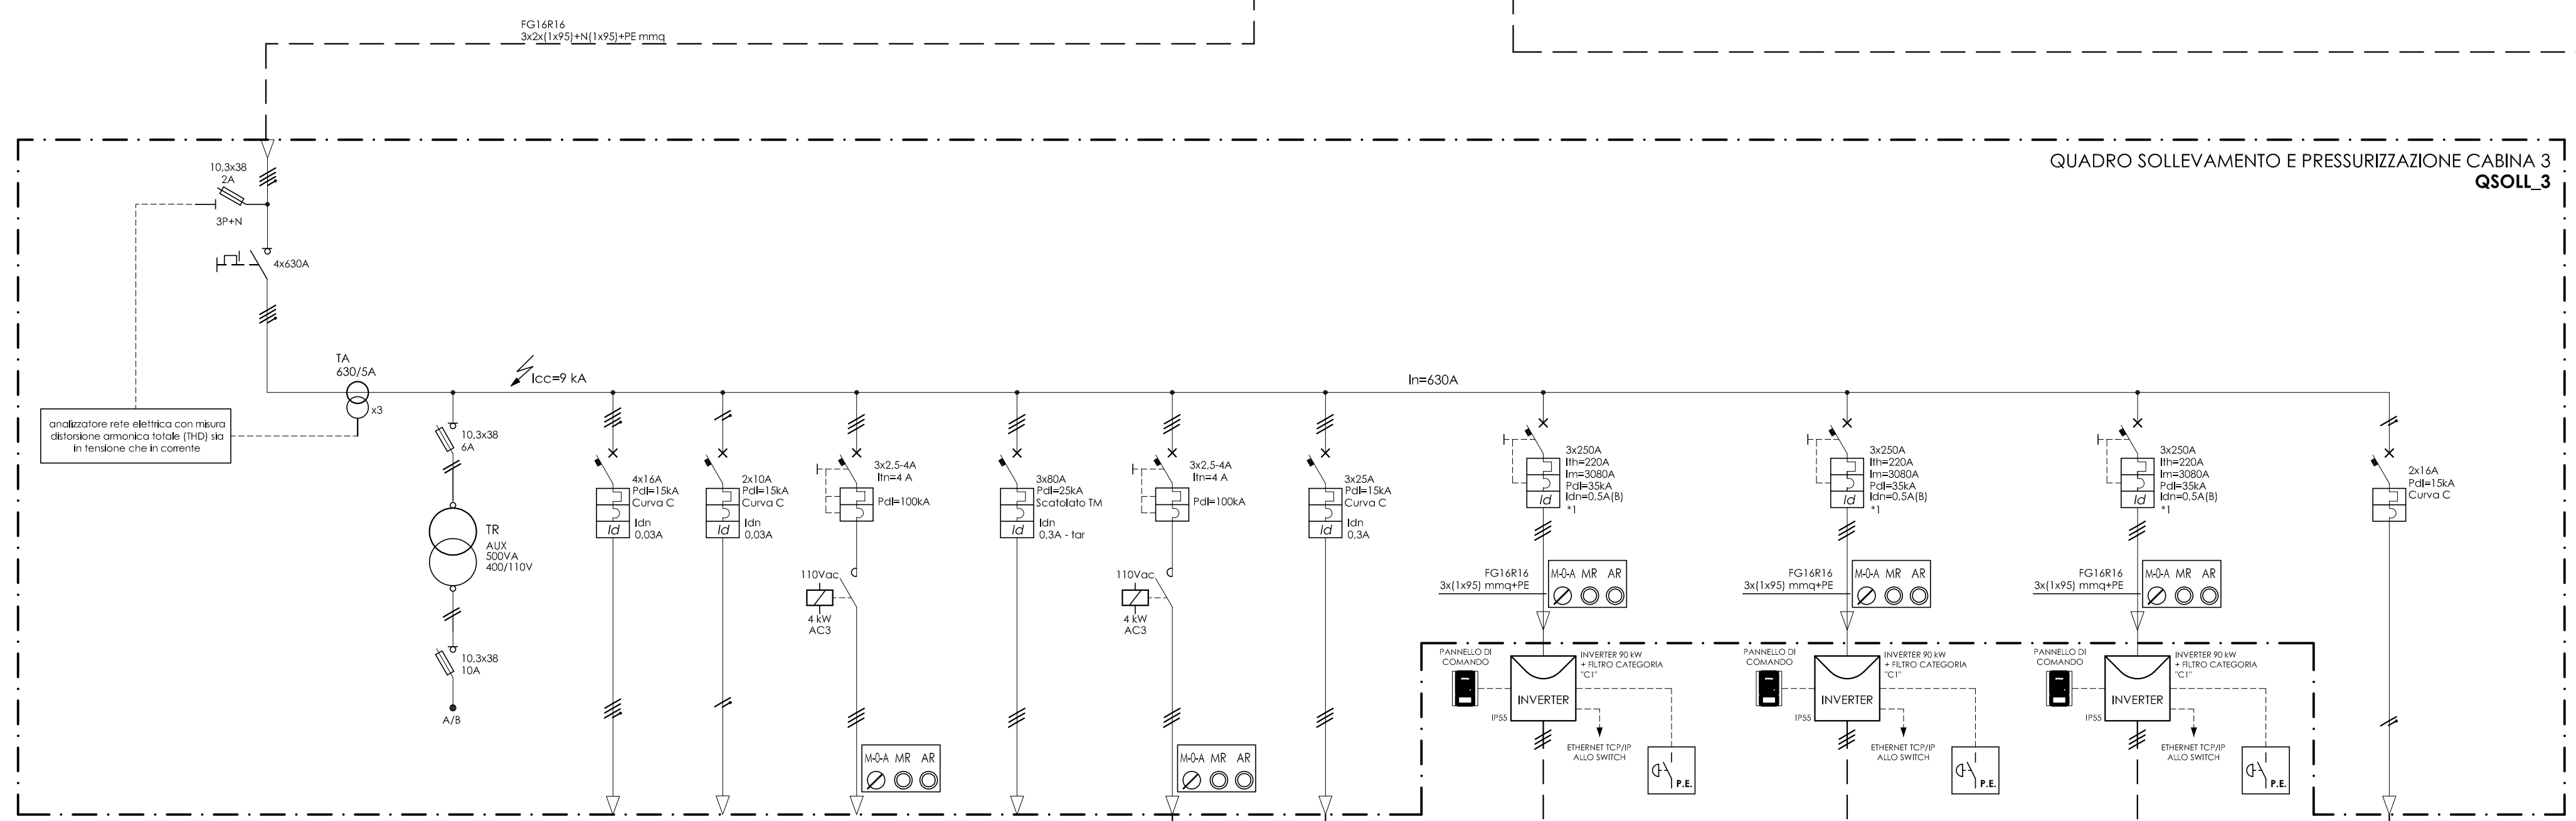 FG16R16
3x2x(1x95)+N(1x95)+PE mmq
QUADRO SOLLEVAMENTO E PRESSURIZZAZIONE CABINA 3
QSOLL_3
10,3x38
2A
3P+N
4x630A
TA
630/5A
x3
Icc=9 kA
In=630A
analizzatore rete elettrica con misura
distorsione armonica totale (THD) sia
in tensione che in corrente
10,3x38
6A
TR
AUX
500VA
400/110V
10,3x38
10A
A/B
4x16A
PdI=15kA
Curva C
Idn
0,03A
Id
2x10A
PdI=15kA
Curva C
Idn
0,03A
Id
3x2,5-4A
Itn=4 A
PdI=100kA
110Vac
4 kW
AC3
M-0-A MR AR
3x80A
PdI=25kA
Scatolato TM
Idn
0,3A - tar
Id
3x2,5-4A
Itn=4 A
PdI=100kA
110Vac
4 kW
AC3
M-0-A MR AR
3x25A
PdI=15kA
Curva C
Idn
0,3A
Id
3x250A
Ith=220A
Im=3080A
PdI=35kA
Idn=0,5A(B)
*1
Id
FG16R16
3x(1x95) mmq+PE
M-0-A MR AR
PANNELLO DI
COMANDO
INVERTER 90 kW
+ FILTRO CATEGORIA
"C1"
INVERTER
IP55
ETHERNET TCP/IP
ALLO SWITCH
P.E.
3x250A
Ith=220A
Im=3080A
PdI=35kA
Idn=0,5A(B)
*1
Id
FG16R16
3x(1x95) mmq+PE
M-0-A MR AR
PANNELLO DI
COMANDO
INVERTER 90 kW
+ FILTRO CATEGORIA
"C1"
INVERTER
IP55
ETHERNET TCP/IP
ALLO SWITCH
P.E.
3x250A
Ith=220A
Im=3080A
PdI=35kA
Idn=0,5A(B)
*1
Id
FG16R16
3x(1x95) mmq+PE
M-0-A MR AR
PANNELLO DI
COMANDO
INVERTER 90 kW
+ FILTRO CATEGORIA
"C1"
INVERTER
IP55
ETHERNET TCP/IP
ALLO SWITCH
P.E.
2x16A
PdI=15kA
Curva C